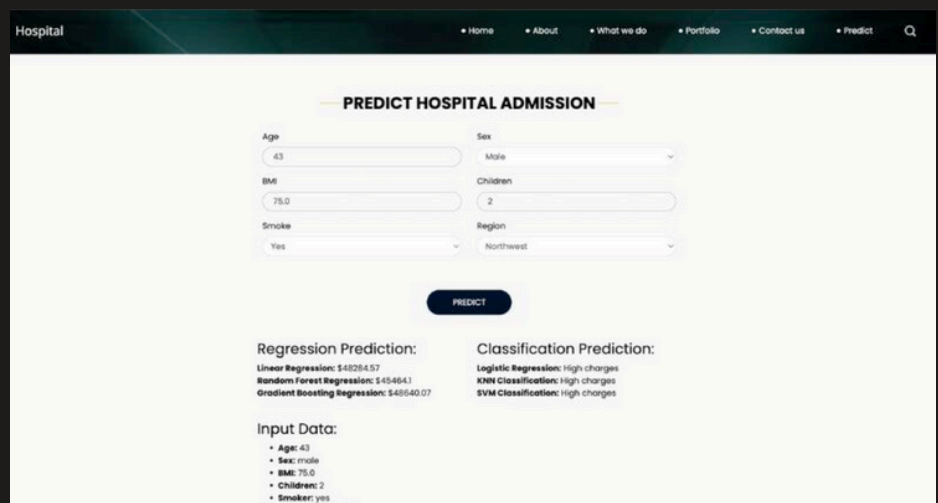 Hospital
Home About What we do Portfolio Contact us Predict
PREDICT HOSPITAL ADMISSION
Age Sex
43 Male
BMI Children
75.0 2
Smoke Region
Yes Northwest
PREDICT
Regression Prediction:
Linear Regression: $48284.57
Random Forest Regression: $45464.1
Gradient Boosting Regression: $48640.07
Classification Prediction:
Logistic Regression: High charges
KNN Classification: High charges
SVM Classification: High charges
Input Data:
• Age: 43
• Sex: male
• BMI: 75.0
• Children: 2
• Smoker: yes